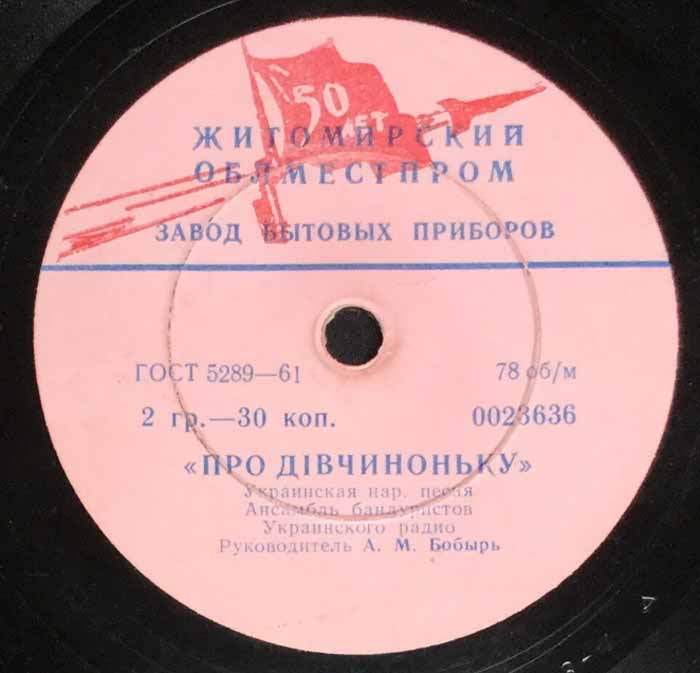 50
ЛЕТ
ЖИТОМИРСКИЙ
ОБЛМЕСТПРОМ
ЗАВОД БЫТОВЫХ ПРИБОРОВ
ГОСТ 5289—61 78 об/м
2 гр.—30 коп. 0023636
«ПРО ДІВЧИНОНЬКУ»
Украинская нар. песня
Ансамбль бандуристов
Украинского радио
Руководитель А. М. Бобырь